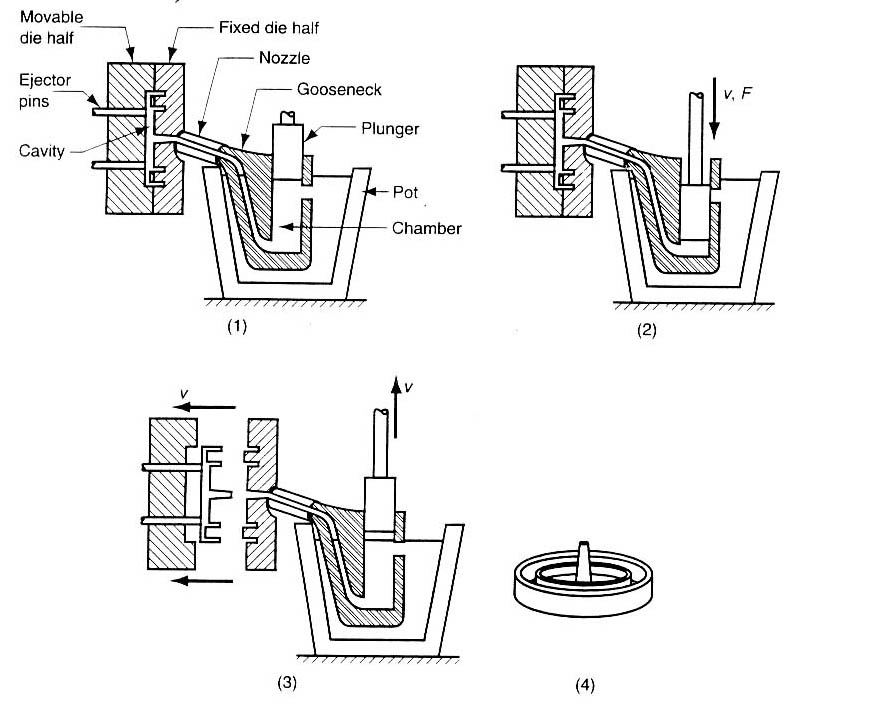 Movable
die half
Fixed die half
Nozzle
Ejector
pins
Gooseneck
Plunger
Cavity
Pot
Chamber
(1)
v, F
(2)
v
v
(3)
(4)